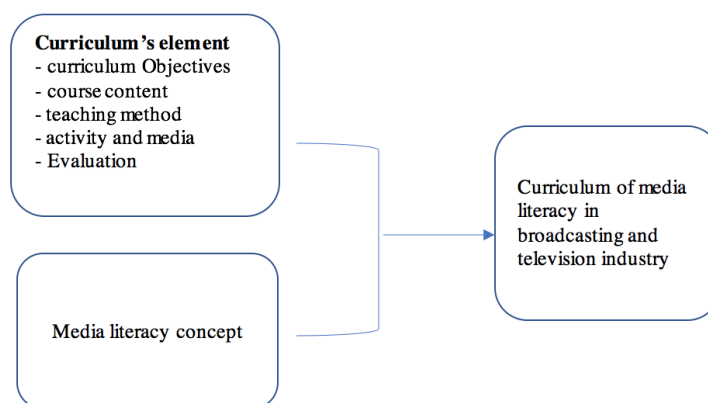 Curriculum's element
- curriculum Objectives
- course content
- teaching method
- activity and media
- Evaluation
Media literacy concept
Curriculum of media
literacy in
broadcasting and
television industry